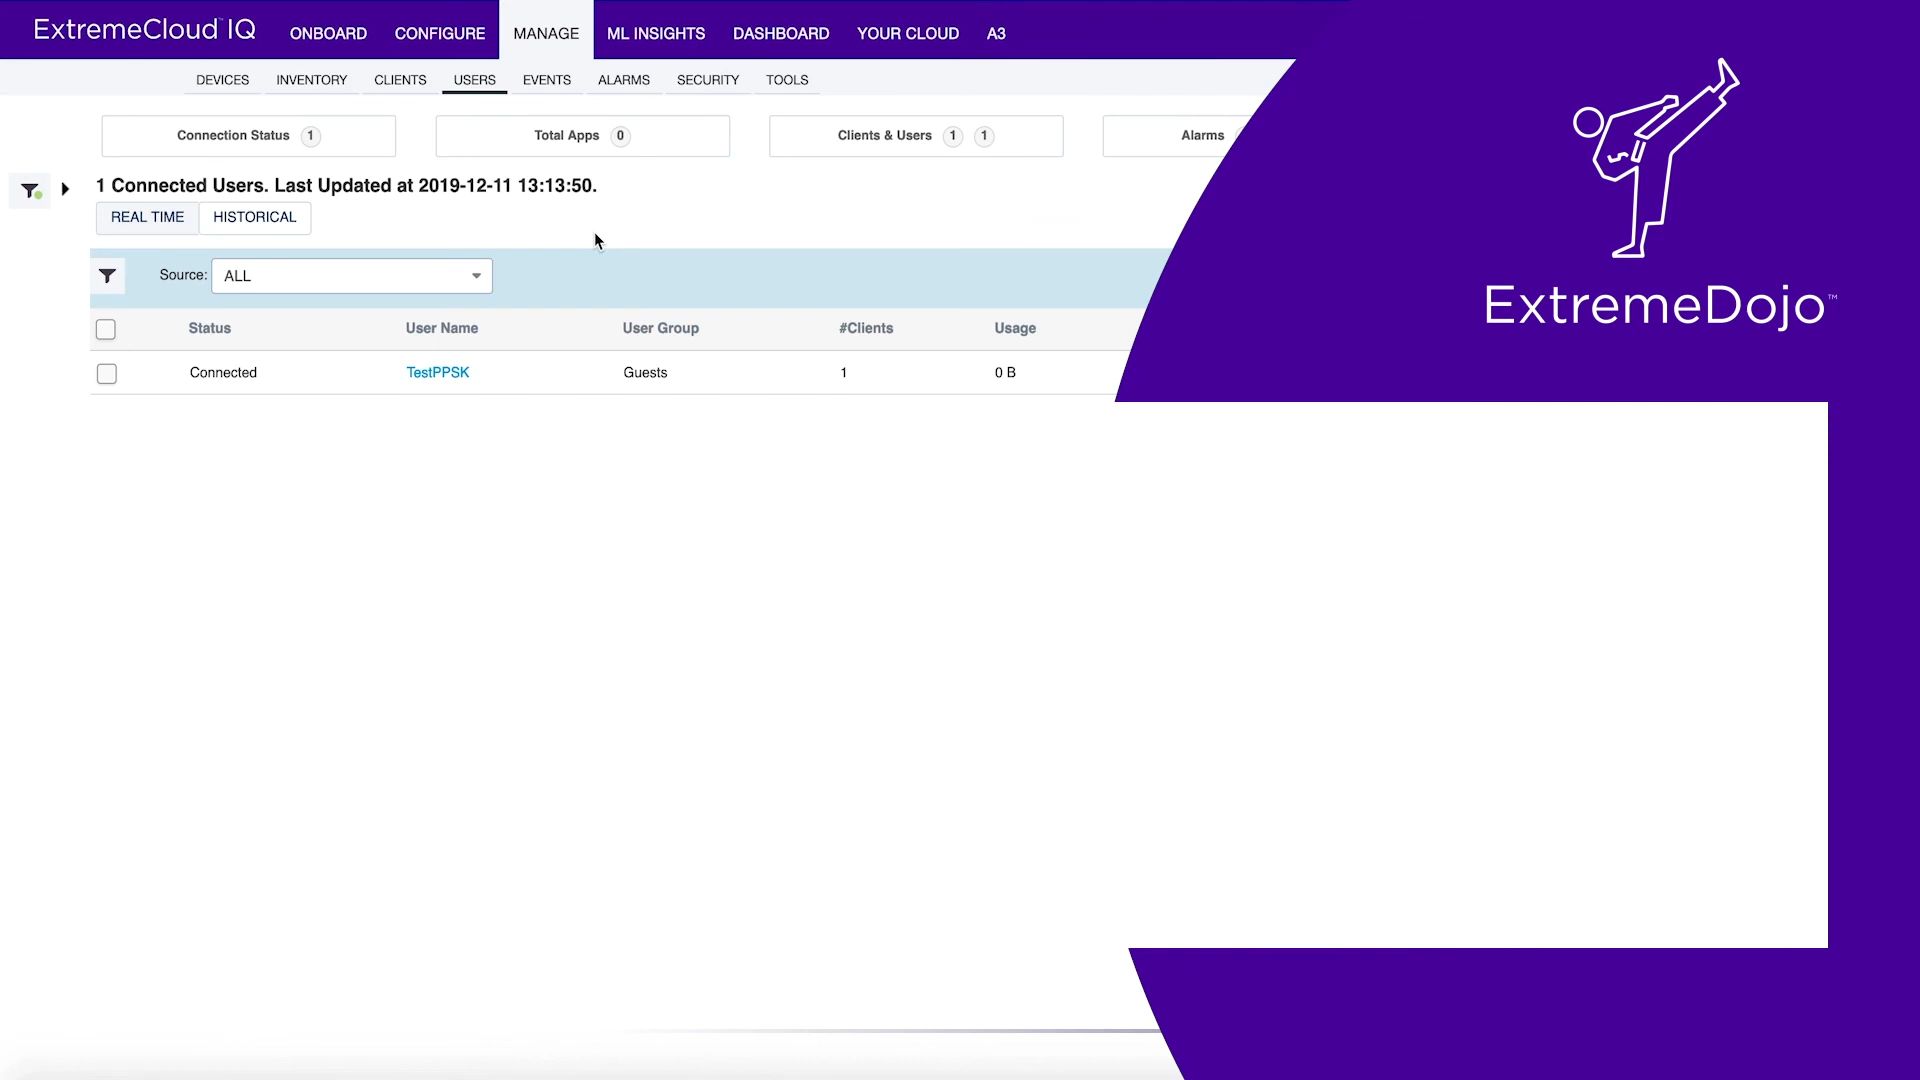 ExtremeCloud™ IQ ONBOARD CONFIGURE MANAGE ML INSIGHTS DASHBOARD YOUR CLOUD A3
DEVICES INVENTORY CLIENTS USERS EVENTS ALARMS SECURITY TOOLS
Connection Status 1 Total Apps 0 Clients & Users 1 1 Alarms
1 Connected Users. Last Updated at 2019-12-11 13:13:50.
REAL TIME HISTORICAL
Source: ALL
Status User Name User Group #Clients Usage
Connected TestPPSK Guests 1 0 B
ExtremeDojo™